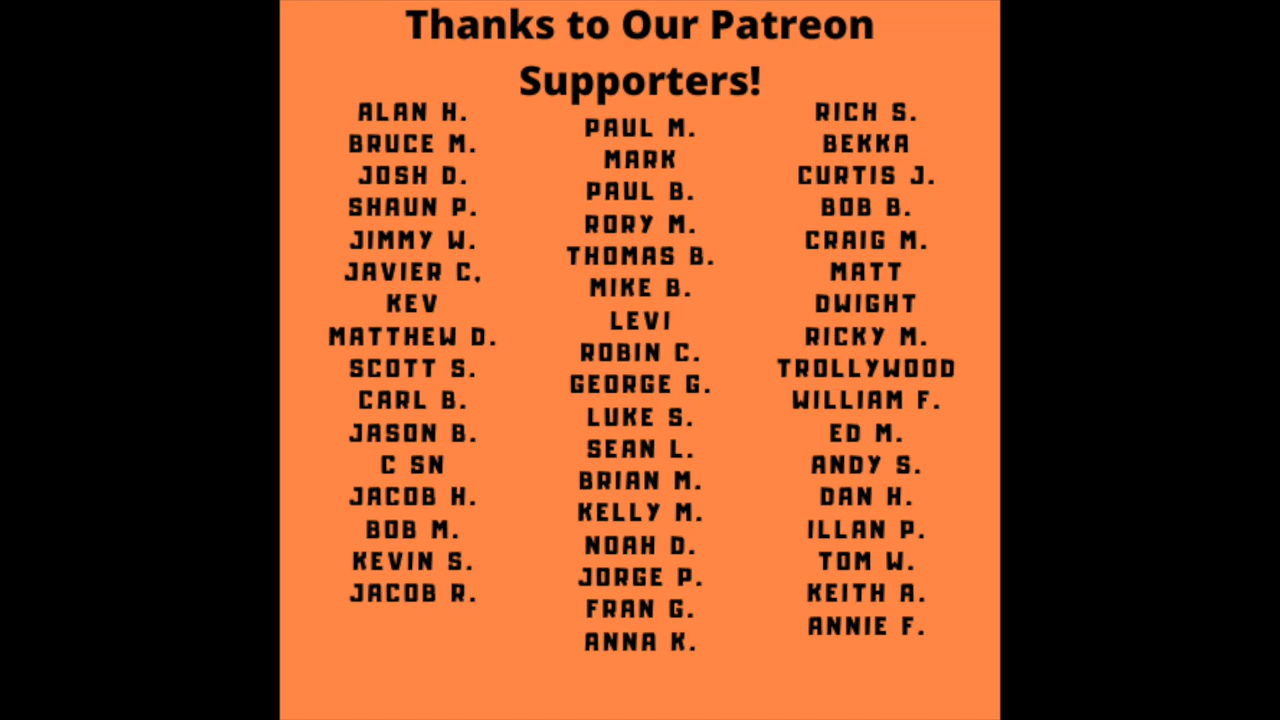 Thanks to Our Patreon
Supporters!
ALAN H.
BRUCE M.
JOSH D.
SHAUN P.
JIMMY W.
JAVIER C,
KEV
MATTHEW D.
SCOTT S.
CARL B.
JASON B.
C SN
JACOB H.
BOB M.
KEVIN S.
JACOB R.
PAUL M.
MARK
PAUL B.
RORY M.
THOMAS B.
MIKE B.
LEVI
ROBIN C.
GEORGE G.
LUKE S.
SEAN L.
BRIAN M.
KELLY M.
NOAH D.
JORGE P.
FRAN G.
ANNA K.
RICH S.
BEKKA
CURTIS J.
BOB B.
CRAIG M.
MATT
DWIGHT
RICKY M.
TROLLYWOOD
WILLIAM F.
ED M.
ANDY S.
DAN H.
ILLAN P.
TOM W.
KEITH A.
ANNIE F.